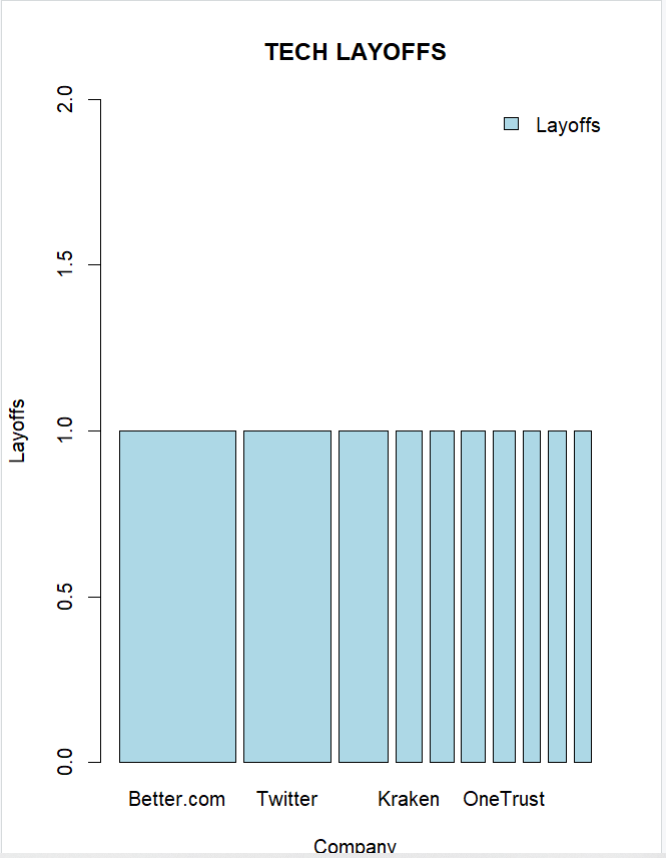 TECH LAYOFFS
Layoffs
2.0
1.5
1.0
0.5
0.0
Layoffs
Better.com Twitter Kraken OneTrust
Company